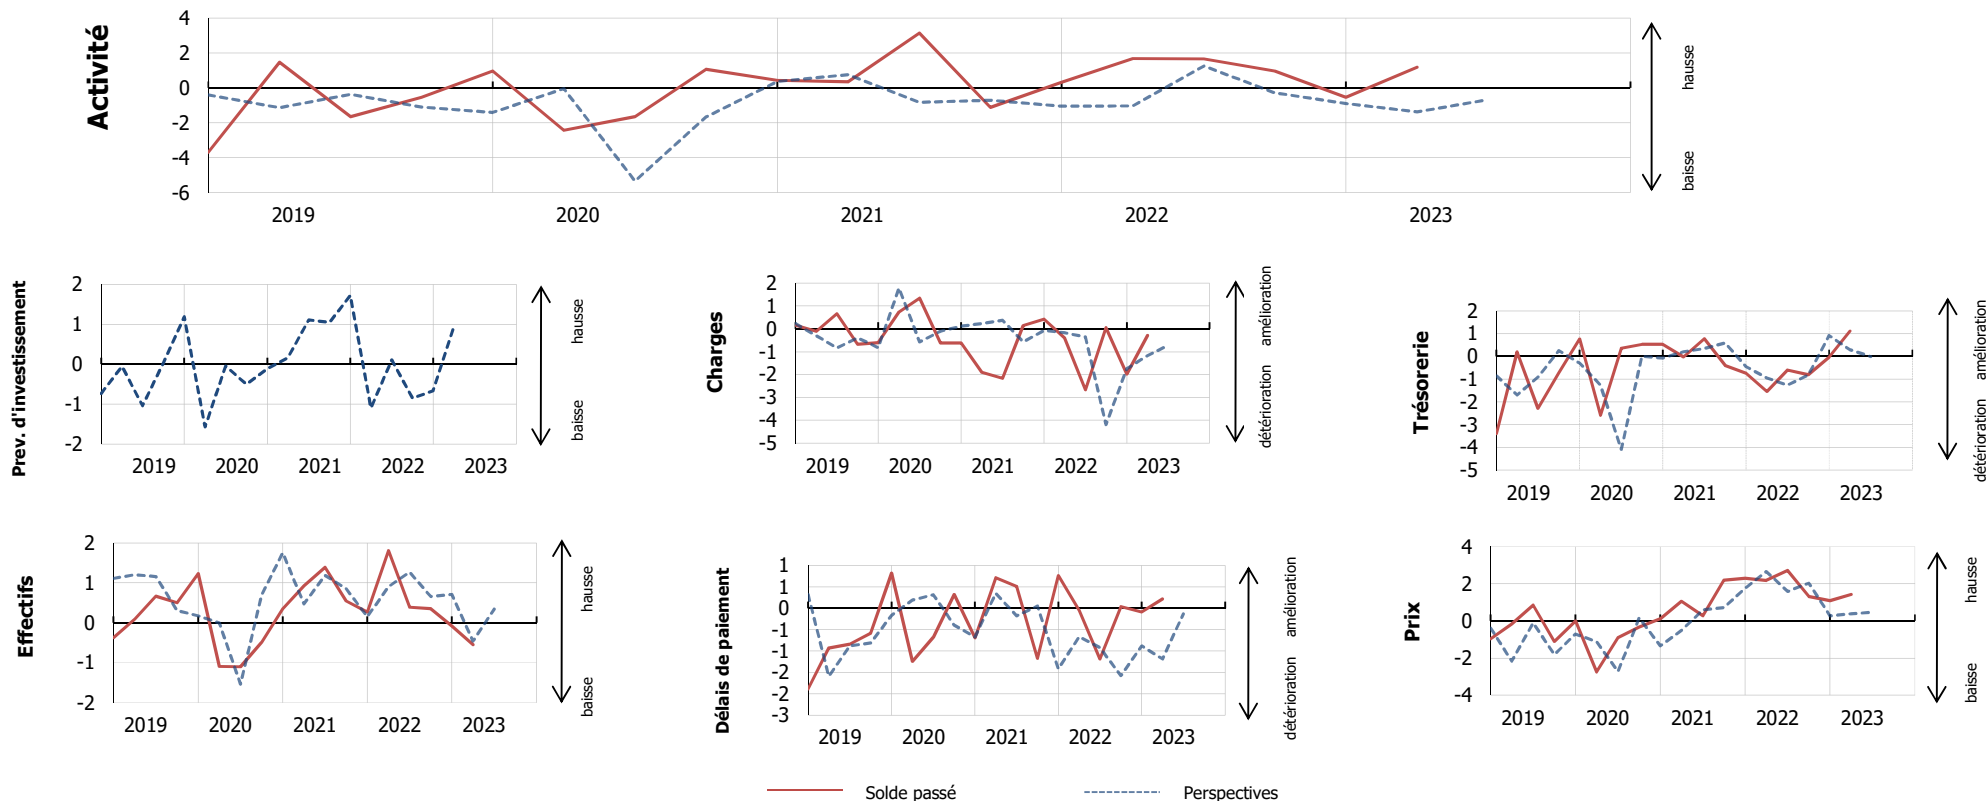 Activité
4
2
0
-2
-4
-6
2019 2020 2021 2022 2023
hausse
baisse
Prev. d'investissement
2
1
0
-1
-2
2019 2020 2021 2022 2023
hausse
baisse
Charges
2
1
0
-1
-2
-3
-4
-5
2019 2020 2021 2022 2023
amélioration
détérioration
Trésorerie
2
1
0
-1
-2
-3
-4
-5
2019 2020 2021 2022 2023
amélioration
détérioration
Effectifs
2
1
0
-1
-2
2019 2020 2021 2022 2023
hausse
baisse
Délais de paiement
1
1
0
-1
-1
-2
-2
-3
2019 2020 2021 2022 2023
amélioration
détérioration
Prix
4
2
0
-2
-4
2019 2020 2021 2022 2023
hausse
baisse
Solde passé Perspectives